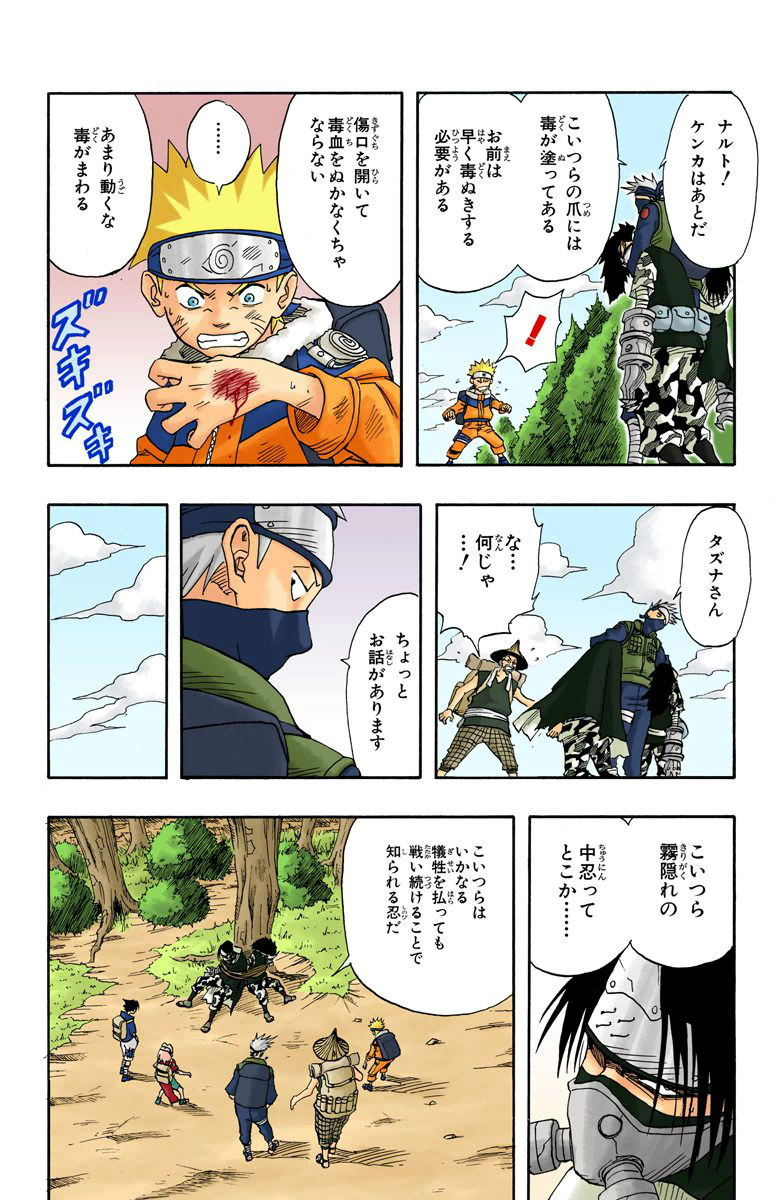 ナルト！
ケンカはあとだ
こいつらの爪には
毒が塗ってある
お前は
早く毒ぬきする
必要がある
！
傷口を開いて
毒血をぬかなくちゃ
ならない
……
あまり動くな
毒がまわる
ズキズキ
タズナさん
な…
何じゃ
…！
ちょっと
お話があります
こいつら
霧隠れの
中忍って
とこか……
こいつらは
いかなる
犠牲を払っても
戦い続けることで
知られる忍だ